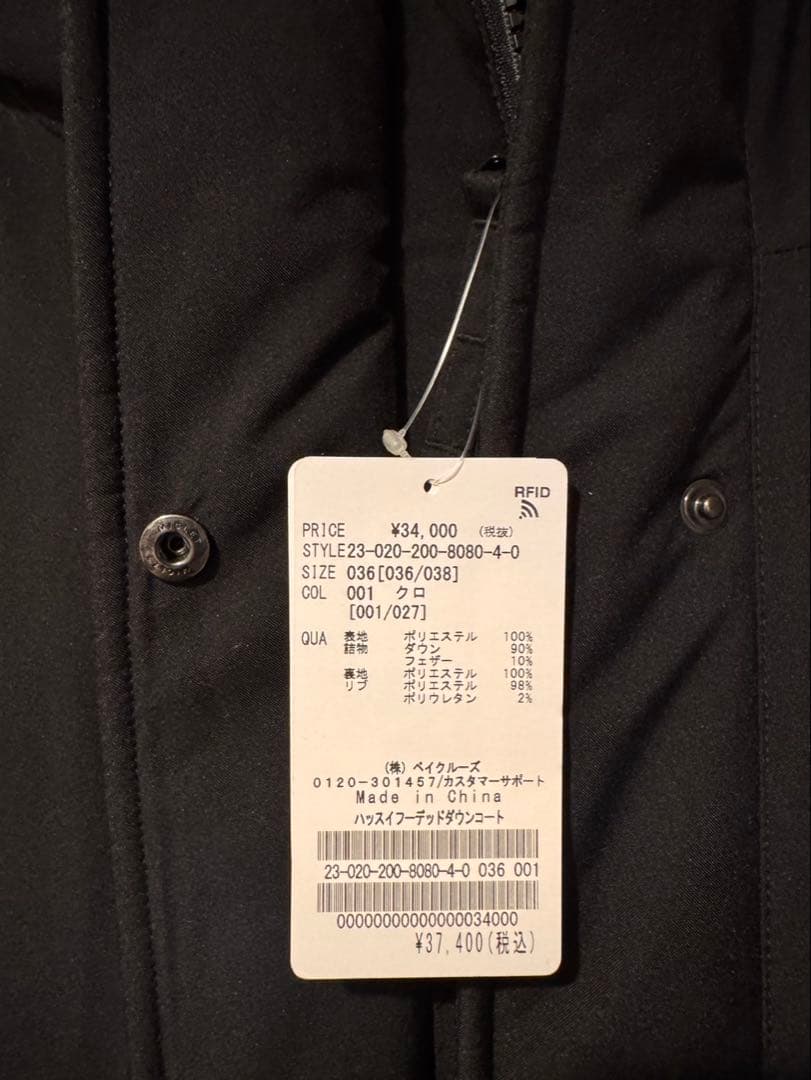 RFID
PRICE ¥34,000 (税抜)
STYLE23-020-200-8080-4-0
SIZE 036[036/038]
COL 001 クロ
[001/027]
QUA 表地 ポリエステル 100%
詰物 ダウン 90%
フェザー 10%
裏地 ポリエステル 100%
リブ ポリエステル 98%
ポリウレタン 2%
(株) ベイクルーズ
0120-301457/カスタマーサポート
Made in China
ハッスイフーデッドダウンコート
23-020-200-8080-4-0 036 001
00000000000000034000
¥37,400(税込)